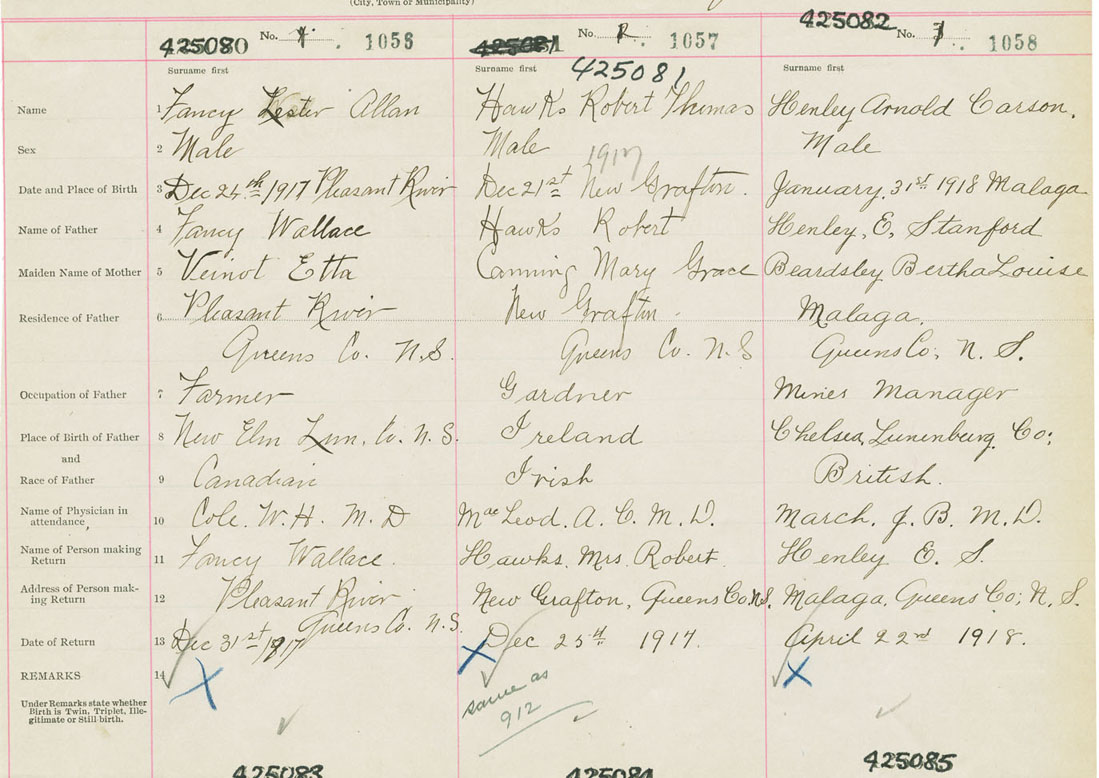 (City, Town or Municipality)
425080 No. 1056
No. 1057
425082 No. 1058
Surname first
Surname first
425081
Surname first
Name 1 Fancy Lester Allan
Hawks Robert Thomas
Henley Arnold Carson.
Sex 2 Male
Male
Male
1917
Date and Place of Birth 3 Dec 24th 1917 Pleasant River
Dec 21st New Grafton.
January, 31st 1918 Malaga
Name of Father 4 Fancy Wallace
Hawks Robert
Henley, E, Stanford
Maiden Name of Mother 5 Veinot Etta
Canning Mary Grace
Beardsley Bertha Louise
Residence of Father 6 Pleasant River
New Grafton.
Malaga.
Queens Co. N.S.
Queens Co. N.S
Queens Co; N. S.
Occupation of Father 7 Farmer
Gardner
Mines Manager
Place of Birth of Father 8 New Elm Lun. Co. N.S.
Ireland
Chelsea, Lunenburg Co;
and
Race of Father 9 Canadian
Irish
British.
Name of Physician in
attendance, 10 Cole. W. H. M. D
MacLeod. A. C. M. D.
March, J. B. M. D.
Name of Person making
Return 11 Fancy Wallace.
Hawks, Mrs. Robert.
Henley E. S.
Address of Person mak-
ing Return 12 Pleasant River
Queens Co. N.S.
New Grafton, Queens Co N.S.
Malaga, Queens Co; N, S.
Date of Return 13 Dec 31st 1917
Dec 25th 1917.
April 22nd 1918.
REMARKS 14
same as
912
Under Remarks state whether
Birth is Twin, Triplet, Ille-
gitimate or Still-birth.
425083
425084
425085